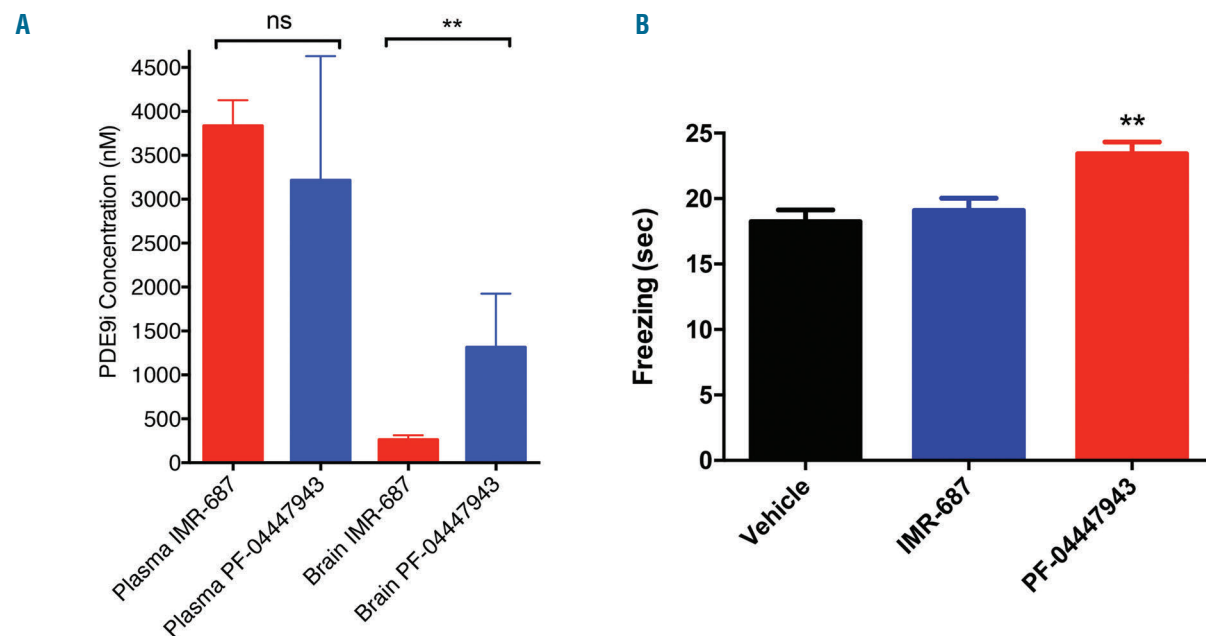 A
ns
**
PDE9i Concentration (nM)
4500
4000
3500
3000
2500
2000
1500
1000
500
0
Plasma IMR-687
Plasma PF-04447943
Brain IMR-687
Brain PF-04447943
B
**
Freezing (sec)
25
20
15
10
5
0
Vehicle
IMR-687
PF-04447943